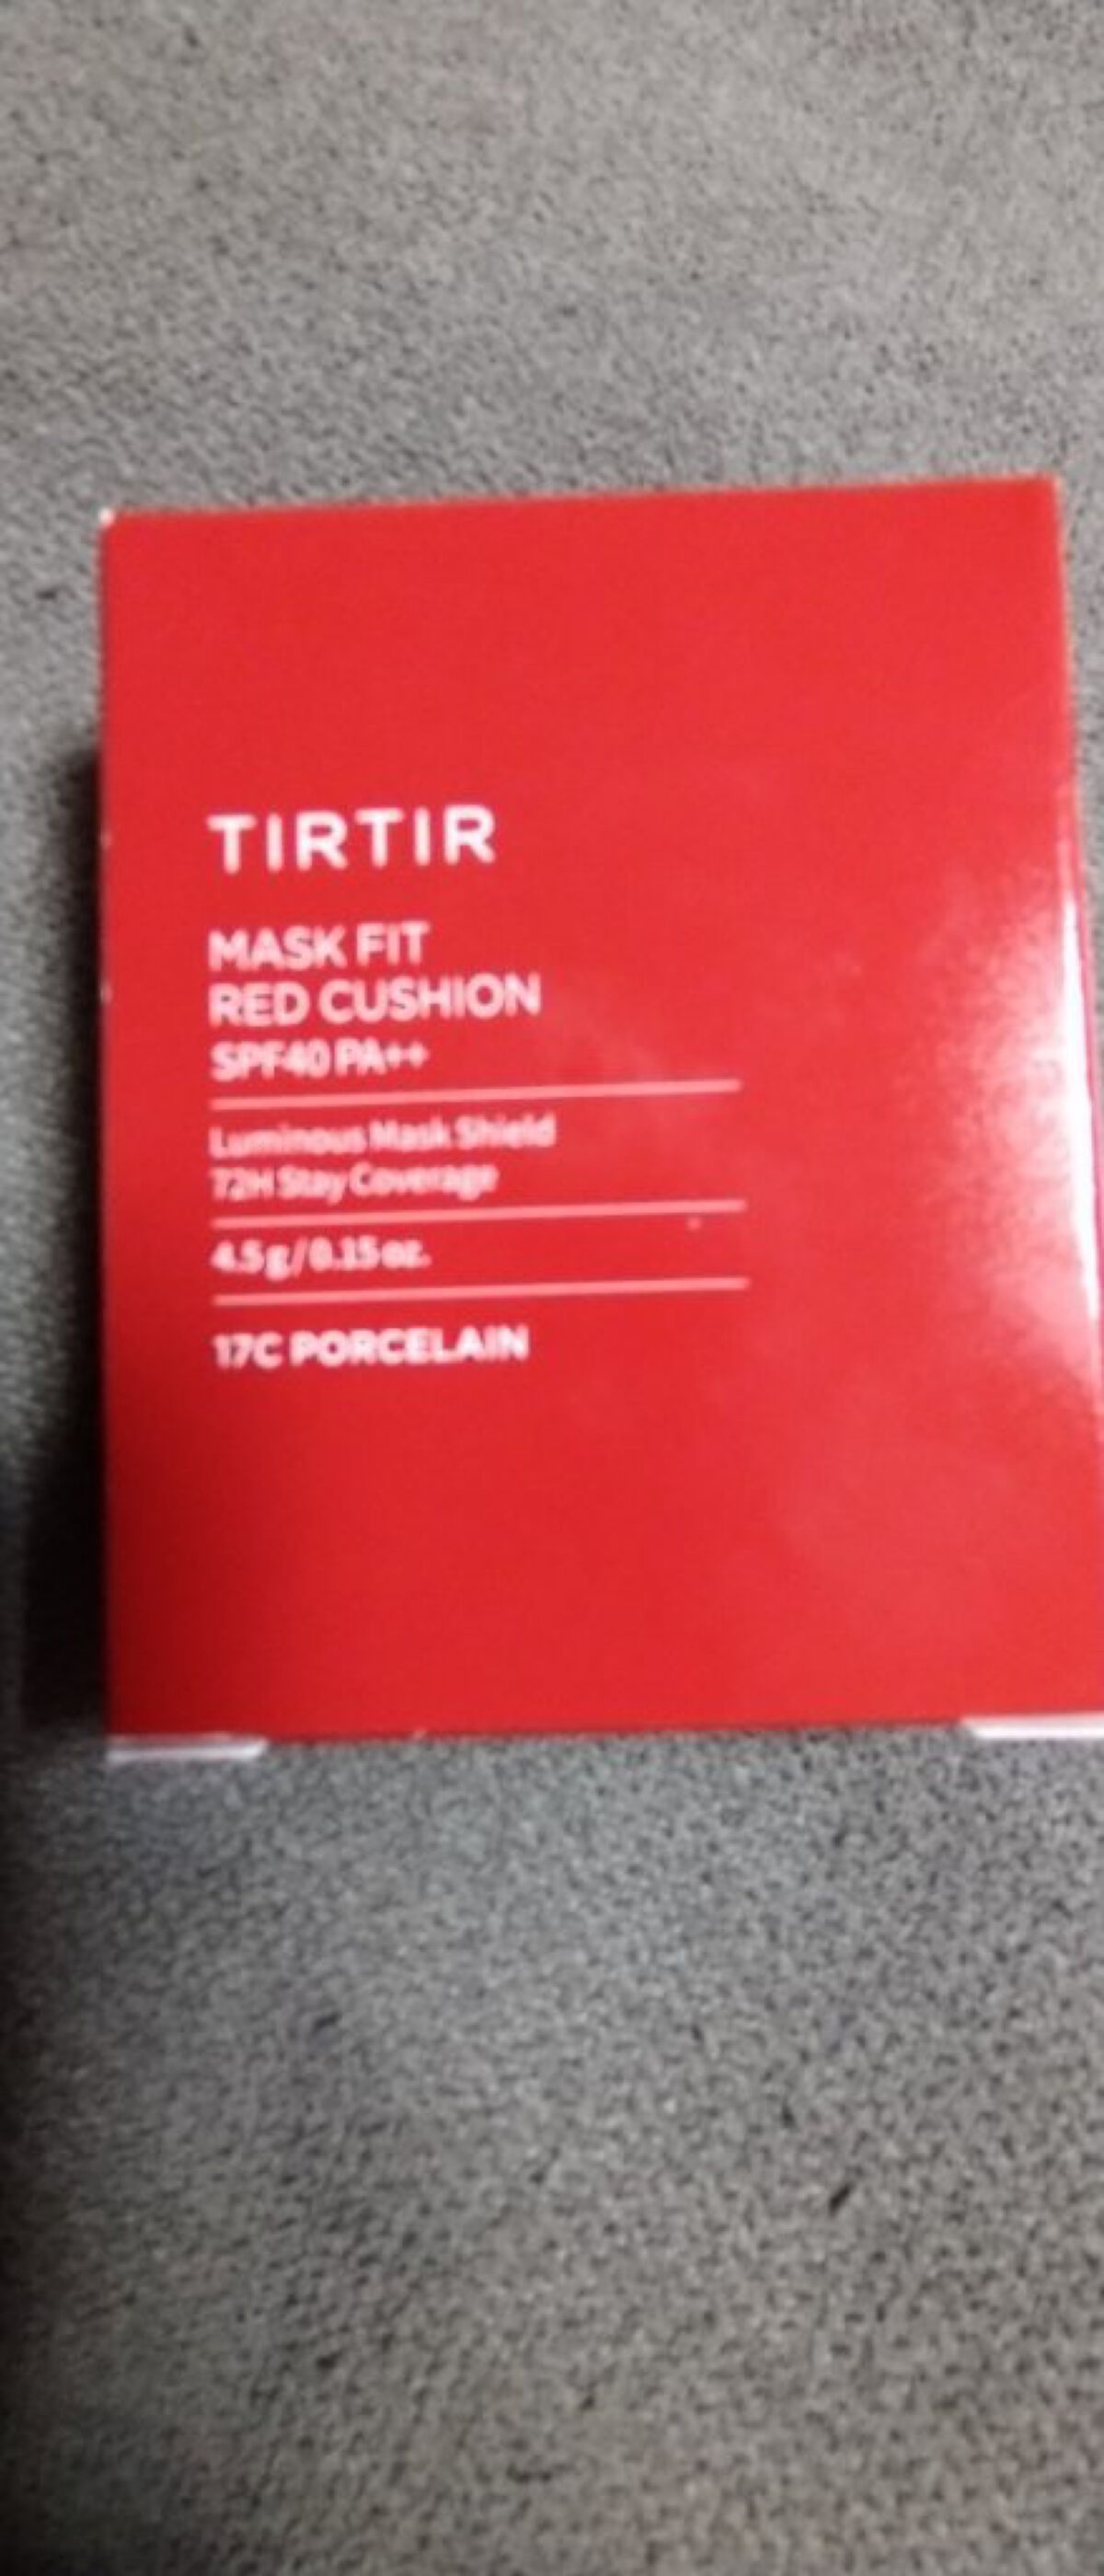 TIRTIR
MASK FIT
RED CUSHION
SPF40 PA++
Luminous Mask Shield
72H Stay Coverage
4.5g/0.15oz.
17C PORCELAIN